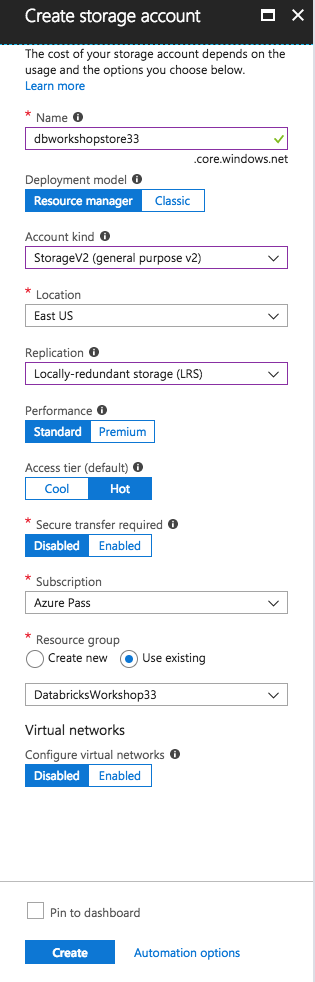 Create storage account
The cost of your storage account depends on the
usage and the options you choose below.
Learn more
* Name
dbworkshopstore33
.core.windows.net
Deployment model
Resource manager Classic
Account kind
StorageV2 (general purpose v2)
* Location
East US
Replication
Locally-redundant storage (LRS)
Performance
Standard Premium
Access tier (default)
Cool Hot
* Secure transfer required
Disabled Enabled
* Subscription
Azure Pass
* Resource group
Create new Use existing
DatabricksWorkshop33
Virtual networks
Configure virtual networks
Disabled Enabled
Pin to dashboard
Create Automation options